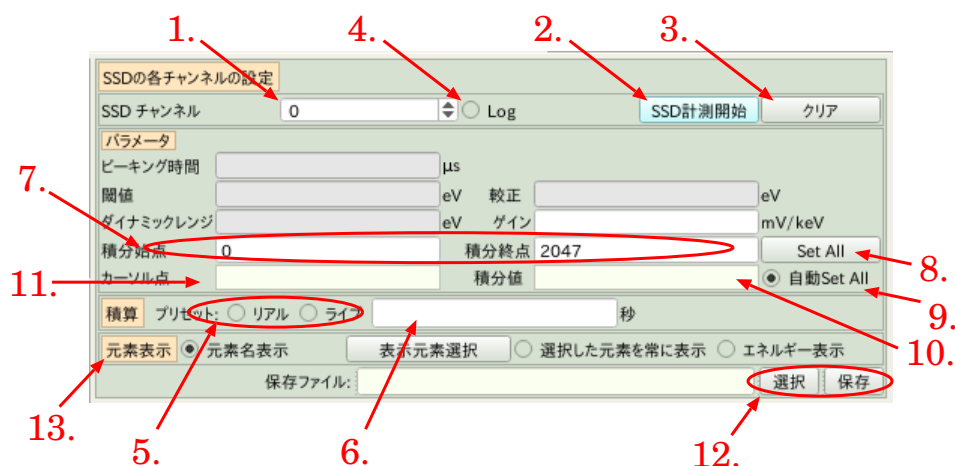 1. 4. 2. 3.
SSDの各チャンネルの設定
SSD チャンネル 0 Log SSD計測開始 クリア
パラメータ
ピーキング時間 μs
7.
閾値 eV 較正 eV
ダイナミックレンジ eV ゲイン mV/keV
積分始点 0 積分終点 2047 Set All
8.
11. カーソル点 積分値 自動Set All
9.
積算 プリセット: リアル ライブ 秒
10.
元素表示 元素名表示 表示元素選択 選択した元素を常に表示 エネルギー表示
保存ファイル: 選択 保存
13. 5. 6. 12.